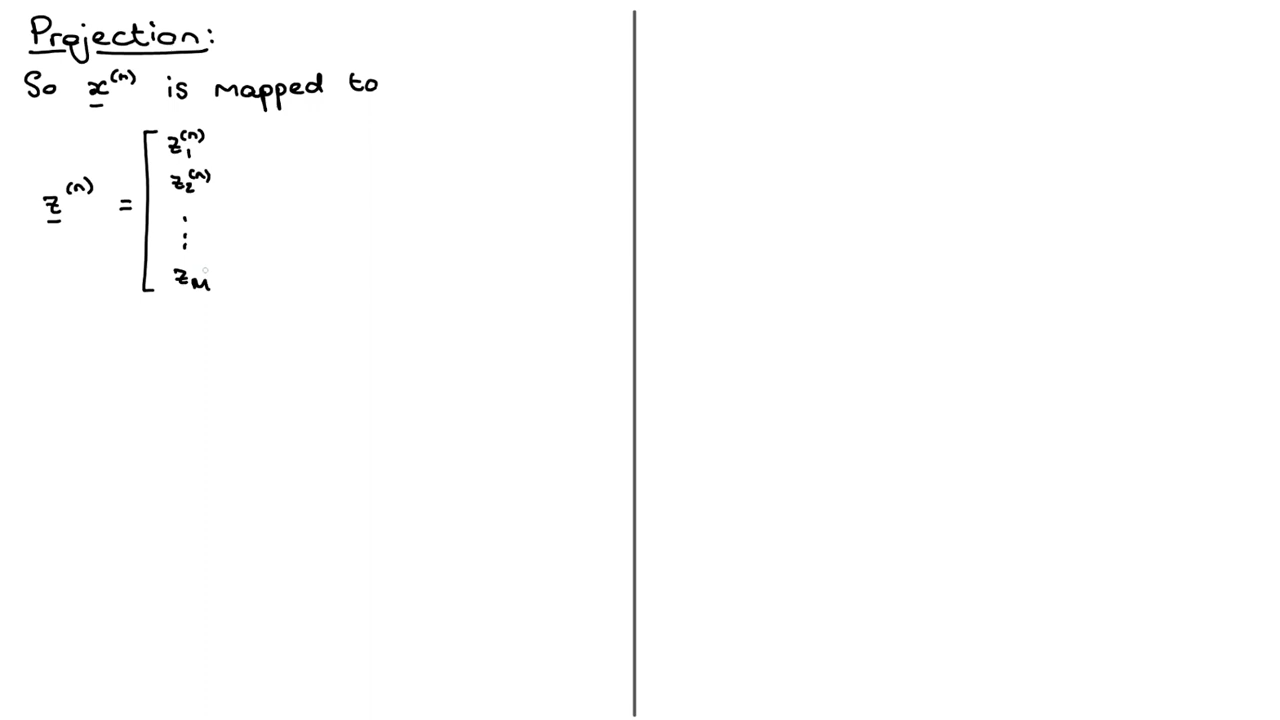 Projection:
So x^(n) is mapped to
z^(n) = [ z_1^(n)
z_2^(n)
⋮
z_M